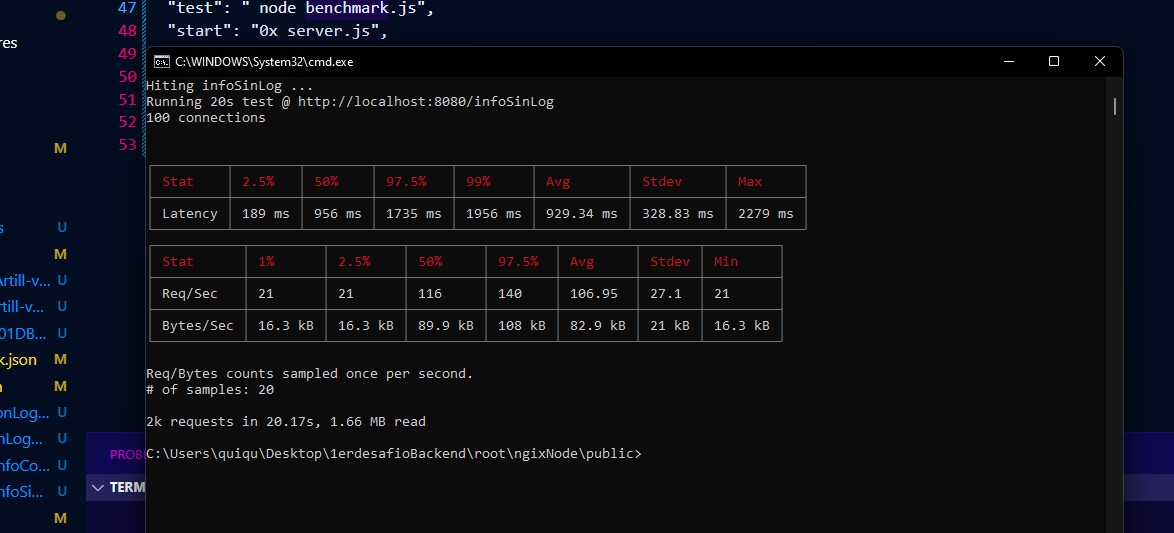 47 "test": " node benchmark.js",
48 "start": "0x server.js",
res
49
50
51
52
53
M
s U
M
Artill-v... U
rtill-v... U
01DB... U
k.json M
M
onLog... U
nLog... U
nfoCo... U
nfoSi... U
M
PROB
TERM
C:\WINDOWS\System32\cmd.exe
Hiting infoSinLog ...
Running 20s test @ http://localhost:8080/infoSinLog
100 connections
Stat 2.5% 50% 97.5% 99% Avg Stdev Max
Latency 189 ms 956 ms 1735 ms 1956 ms 929.34 ms 328.83 ms 2279 ms
Stat 1% 2.5% 50% 97.5% Avg Stdev Min
Req/Sec 21 21 116 140 106.95 27.1 21
Bytes/Sec 16.3 kB 16.3 kB 89.9 kB 108 kB 82.9 kB 21 kB 16.3 kB
Req/Bytes counts sampled once per second.
# of samples: 20
2k requests in 20.17s, 1.66 MB read
C:\Users\quiqu\Desktop\1erdesafioBackend\root\ngixNode\public>